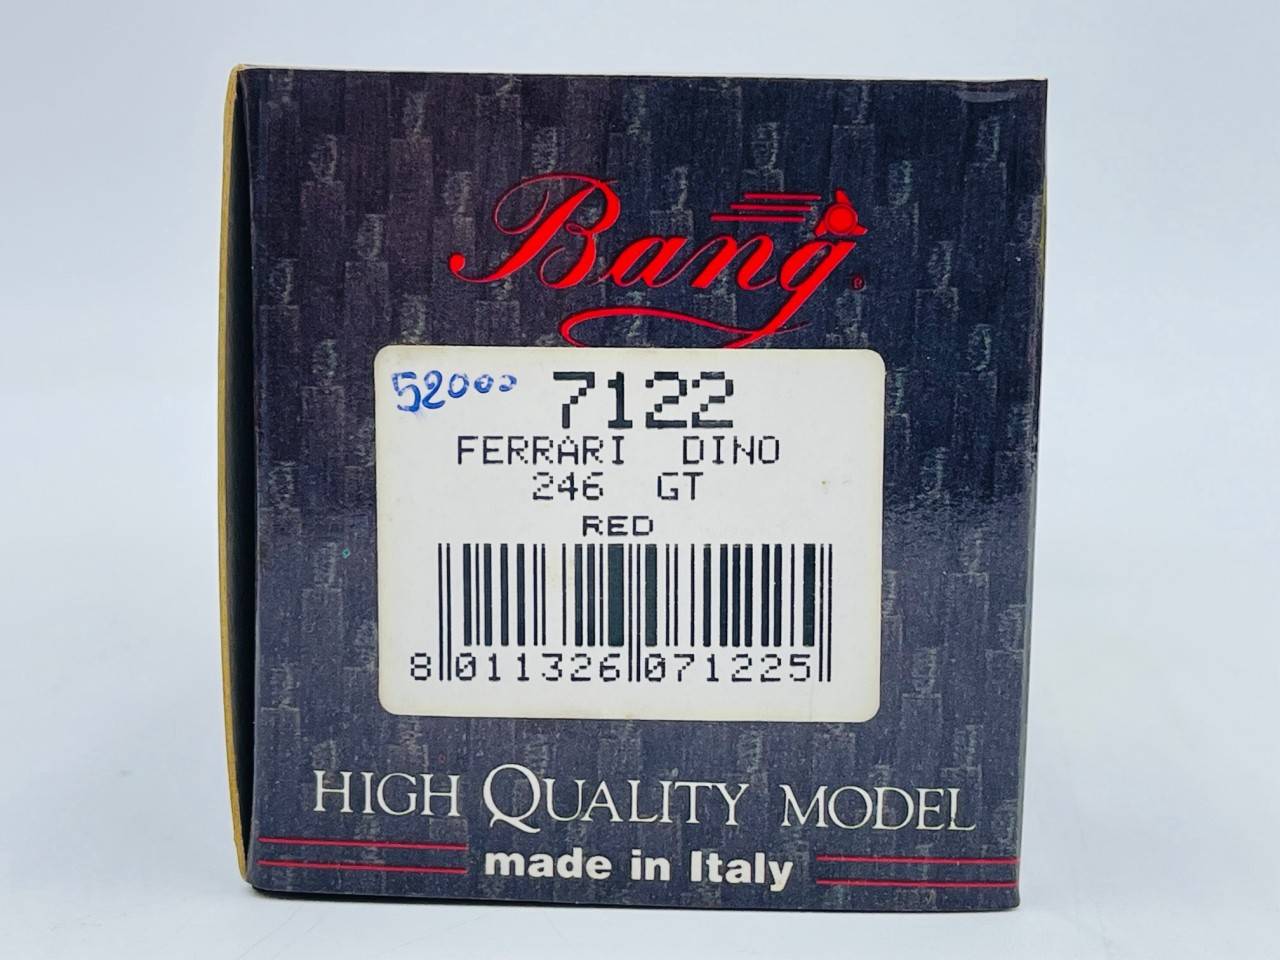 Bang®
52000 7122
FERRARI DINO
246 GT
RED
8 011326 071225
HIGH QUALITY MODEL
made in Italy